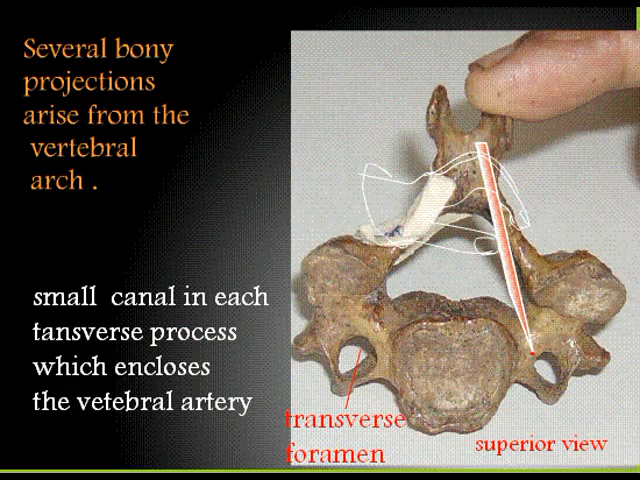 Several bony
projections
arise from the
vertebral
arch .
small canal in each
tansverse process
which encloses
the vetebral artery
transverse
foramen
superior view